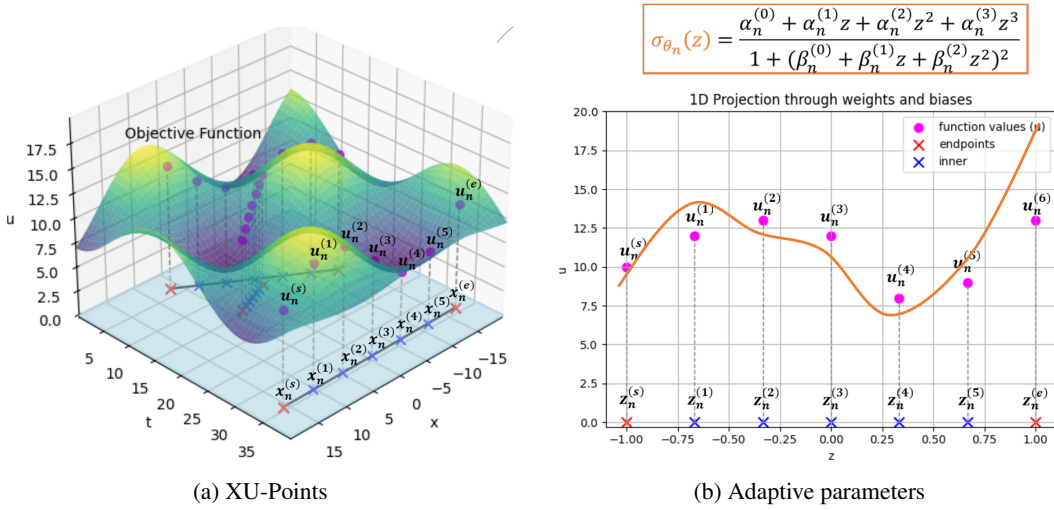 Objective Function
17.5
15.0
12.5
10.0
7.5
5.0
2.5
0.0
u
u_n^(e)
u_n^(2)
u_n^(1)
u_n^(3)
u_n^(5)
u_n^(4)
u_n^(s)
x_n^(e)
x_n^(5)
x_n^(4)
x_n^(3)
x_n^(2)
x_n^(1)
x_n^(s)
5
10
15
20
25
30
35
t
15
10
5
0
−5
−10
−15
x
(a) XU-Points
σ_θ_n(z) = (α_n^(0) + α_n^(1) z + α_n^(2) z^2 + α_n^(3) z^3) / (1 + (β_n^(0) + β_n^(1) z + β_n^(2) z^2)^2)
1D Projection through weights and biases
function values (u)
endpoints
inner
20.0
17.5
15.0
12.5
10.0
7.5
5.0
2.5
0.0
u
u_n^(s)
u_n^(1)
u_n^(2)
u_n^(3)
u_n^(4)
u_n^(5)
u_n^(6)
z_n^(s) z_n^(1) z_n^(2) z_n^(3) z_n^(4) z_n^(5) z_n^(e)
−1.00 −0.75 −0.50 −0.25 0.00 0.25 0.50 0.75 1.00
z
(b) Adaptive parameters